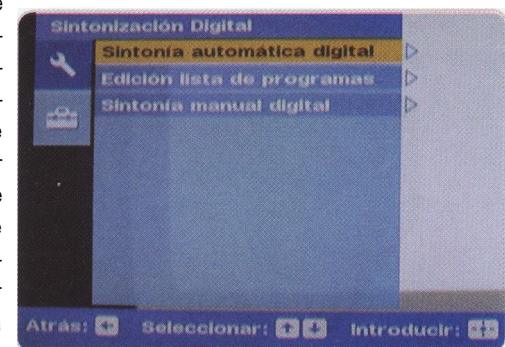 Sintonización Digital
Sintonía automática digital
Edición lista de programas
Sintonía manual digital
Atrás: Seleccionar: Introducir: